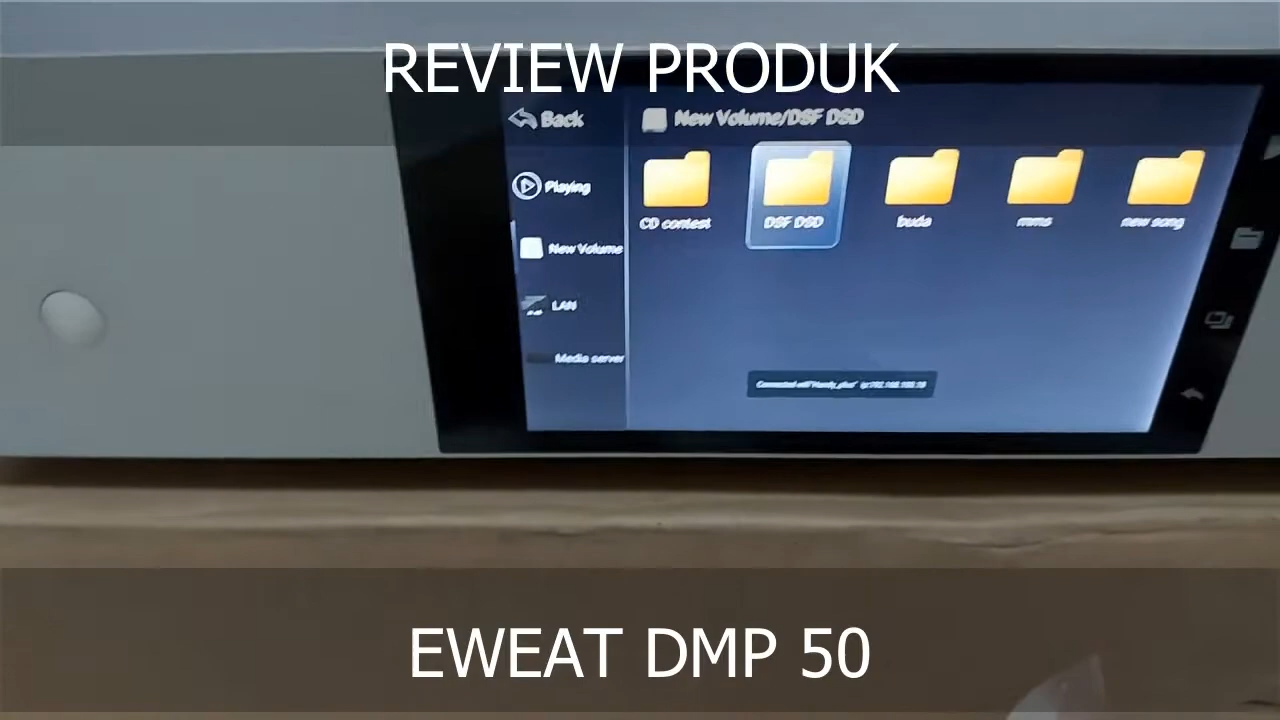 REVIEW PRODUK
Back
New Volume/DSF DSD
Playing
CD contest
DSF DSD
buda
mms
new song
New Volume
LAN
Media server
EWEAT DMP 50